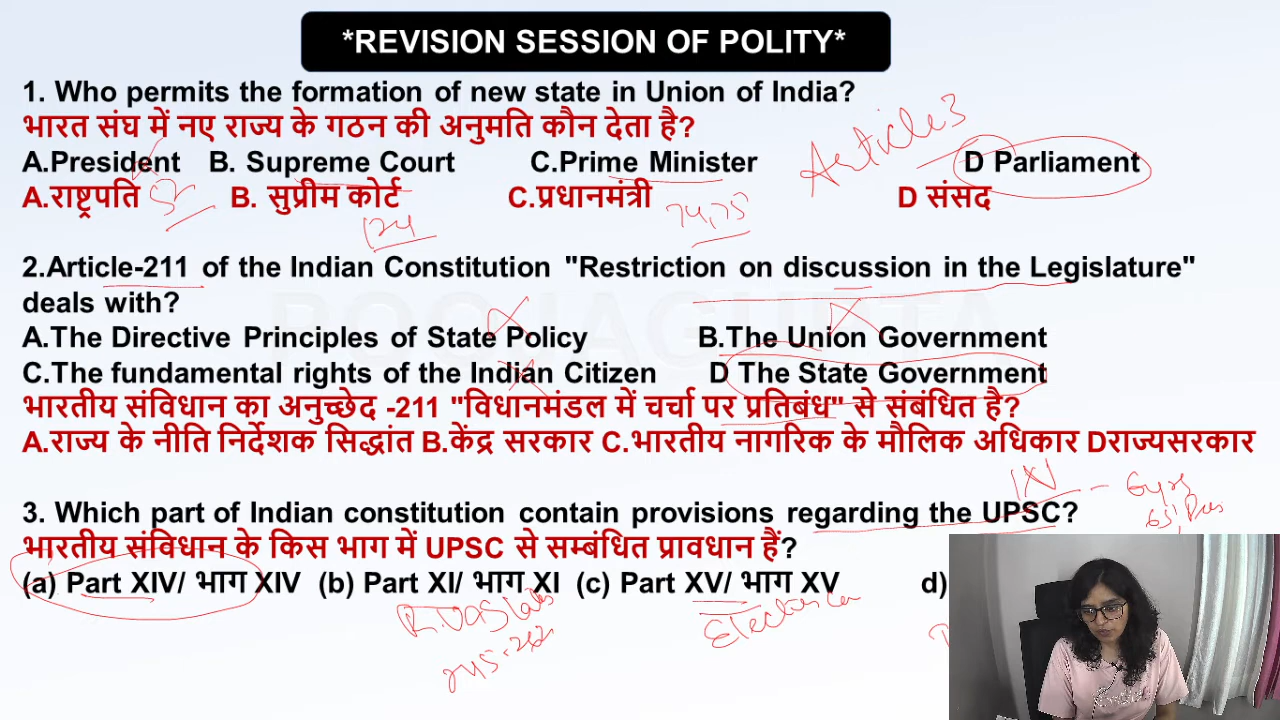 *REVISION SESSION OF POLITY*
1. Who permits the formation of new state in Union of India?
भारत संघ में नए राज्य के गठन की अनुमति कौन देता है?
Article 3
A.President B. Supreme Court C.Prime Minister D Parliament
A.राष्ट्रपति B. सुप्रीम कोर्ट C.प्रधानमंत्री D संसद
52 124 74,75
2.Article-211 of the Indian Constitution "Restriction on discussion in the Legislature"
deals with?
A.The Directive Principles of State Policy B.The Union Government
C.The fundamental rights of the Indian Citizen D The State Government
भारतीय संविधान का अनुच्छेद -211 "विधानमंडल में चर्चा पर प्रतिबंध" से संबंधित है?
A.राज्य के नीति निर्देशक सिद्धांत B.केंद्र सरकार C.भारतीय नागरिक के मौलिक अधिकार Dराज्यसरकार
3. Which part of Indian constitution contain provisions regarding the UPSC?
भारतीय संविधान के किस भाग में UPSC से सम्बंधित प्रावधान हैं?
(a) Part XIV/ भाग XIV (b) Part XI/ भाग XI (c) Part XV/ भाग XV d)